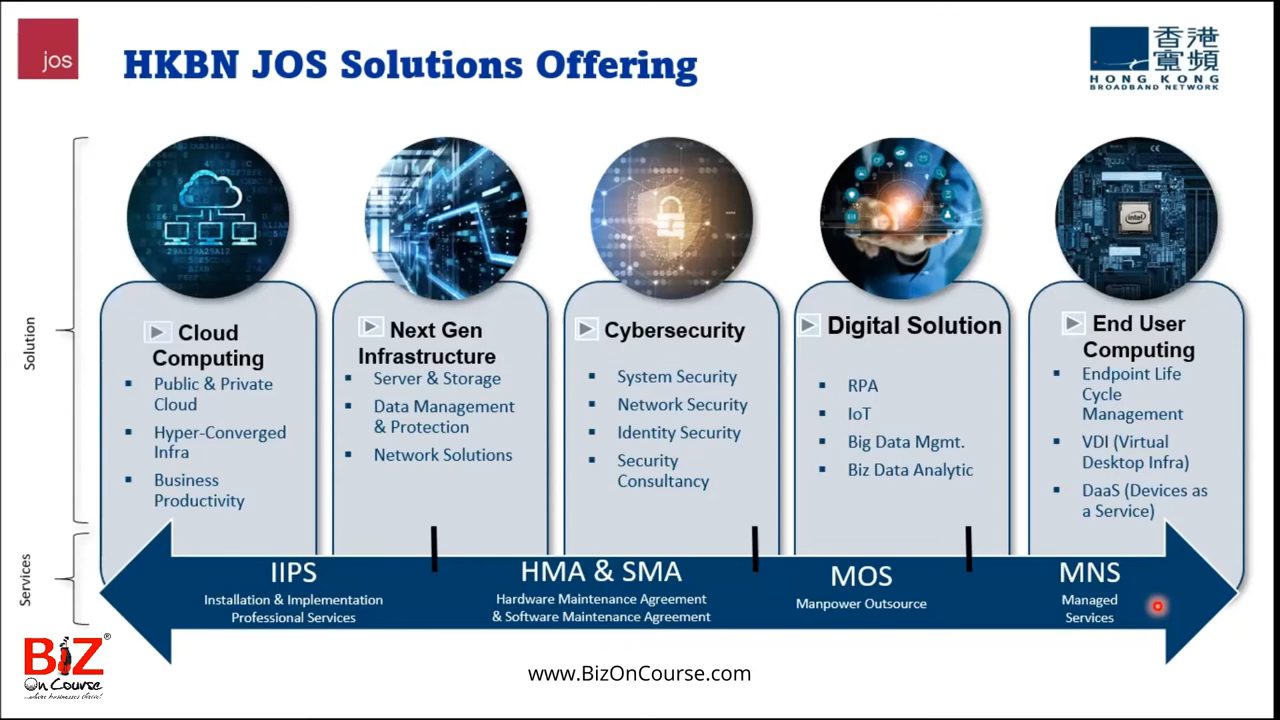 jos
HKBN JOS Solutions Offering
香港
寬頻
HONG KONG
BROADBAND NETWORK
Solution
Cloud
Computing
Public & Private
Cloud
Hyper-Converged
Infra
Business
Productivity
Next Gen
Infrastructure
Server & Storage
Data Management
& Protection
Network Solutions
Cybersecurity
System Security
Network Security
Identity Security
Security
Consultancy
Digital Solution
RPA
IoT
Big Data Mgmt.
Biz Data Analytic
intel
End User
Computing
Endpoint Life
Cycle
Management
VDI (Virtual
Desktop Infra)
DaaS (Devices as
a Service)
Services
IIPS
Installation & Implementation
Professional Services
HMA & SMA
Hardware Maintenance Agreement
& Software Maintenance Agreement
MOS
Manpower Outsource
MNS
Managed
Services
BiZ®
On Course
...where businesses thrive!
www.BizOnCourse.com